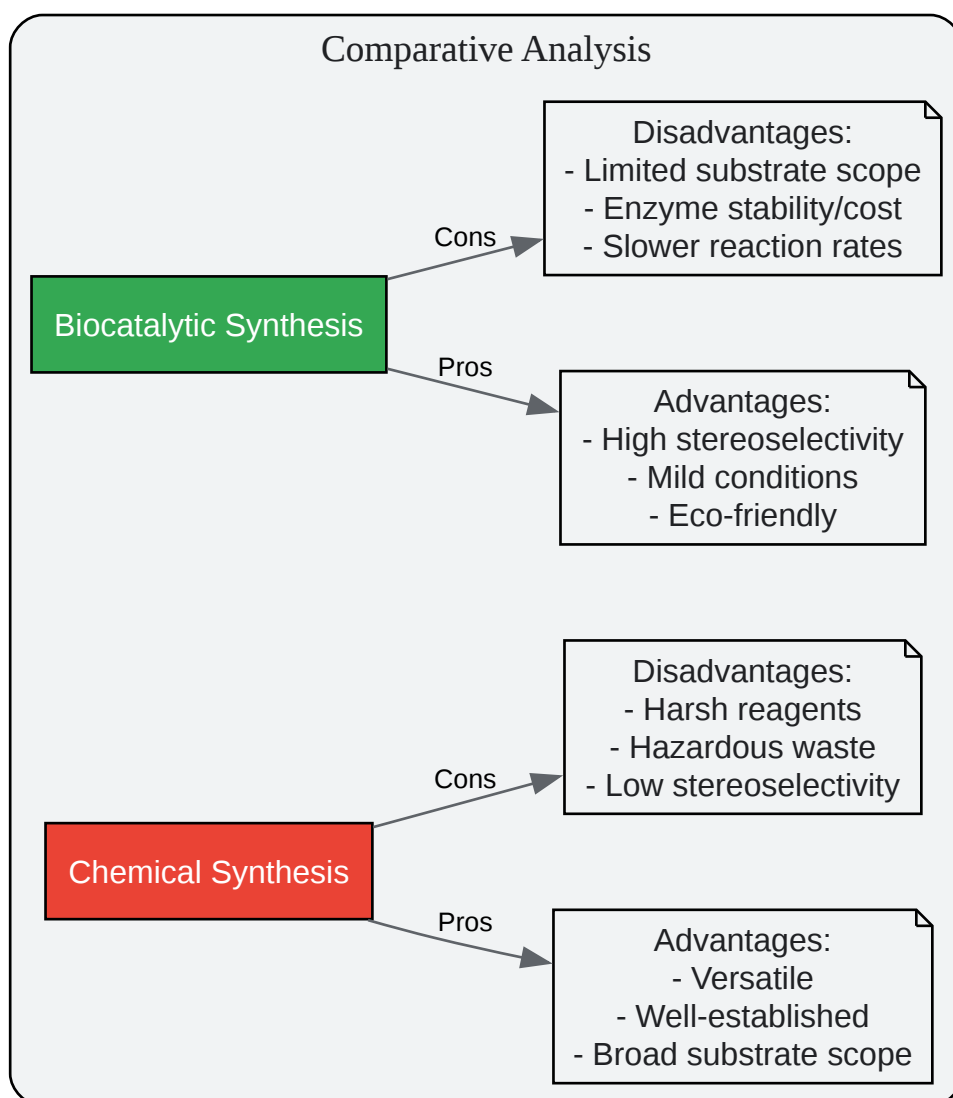 Comparative Analysis
Disadvantages:
- Limited substrate scope
- Enzyme stability/cost
- Slower reaction rates
Cons
Biocatalytic Synthesis
Pros
Advantages:
- High stereoselectivity
- Mild conditions
- Eco-friendly
Disadvantages:
- Harsh reagents
- Hazardous waste
- Low stereoselectivity
Cons
Chemical Synthesis
Pros
Advantages:
- Versatile
- Well-established
- Broad substrate scope